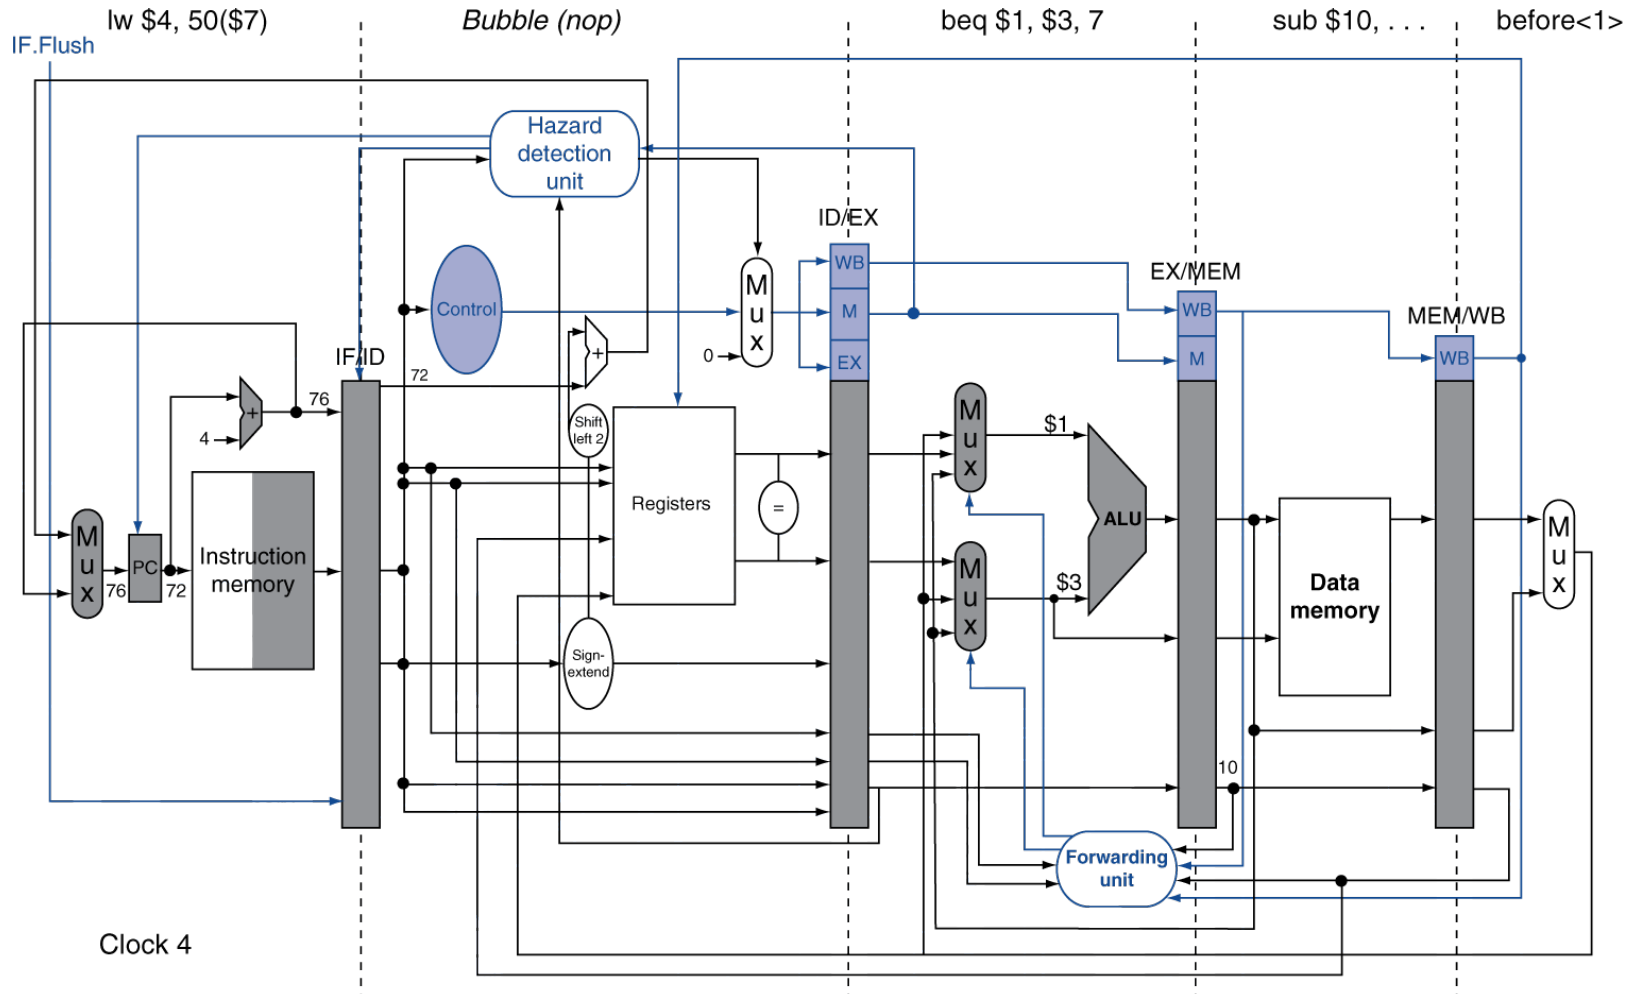 lw $4, 50($7)
Bubble (nop)
beq $1, $3, 7
sub $10, . . .
before<1>
IF.Flush
Hazard
detection
unit
ID/EX
WB
M
EX
EX/MEM
WB
M
MEM/WB
WB
Control
M
u
x
0
IF/ID
72
+
76
+
4
Shift
left 2
Registers
=
M
u
x
$1
ALU
M
u
x
$3
M
u
x
76
PC
72
Instruction
memory
Data
memory
M
u
x
Sign-
extend
10
Forwarding
unit
Clock 4